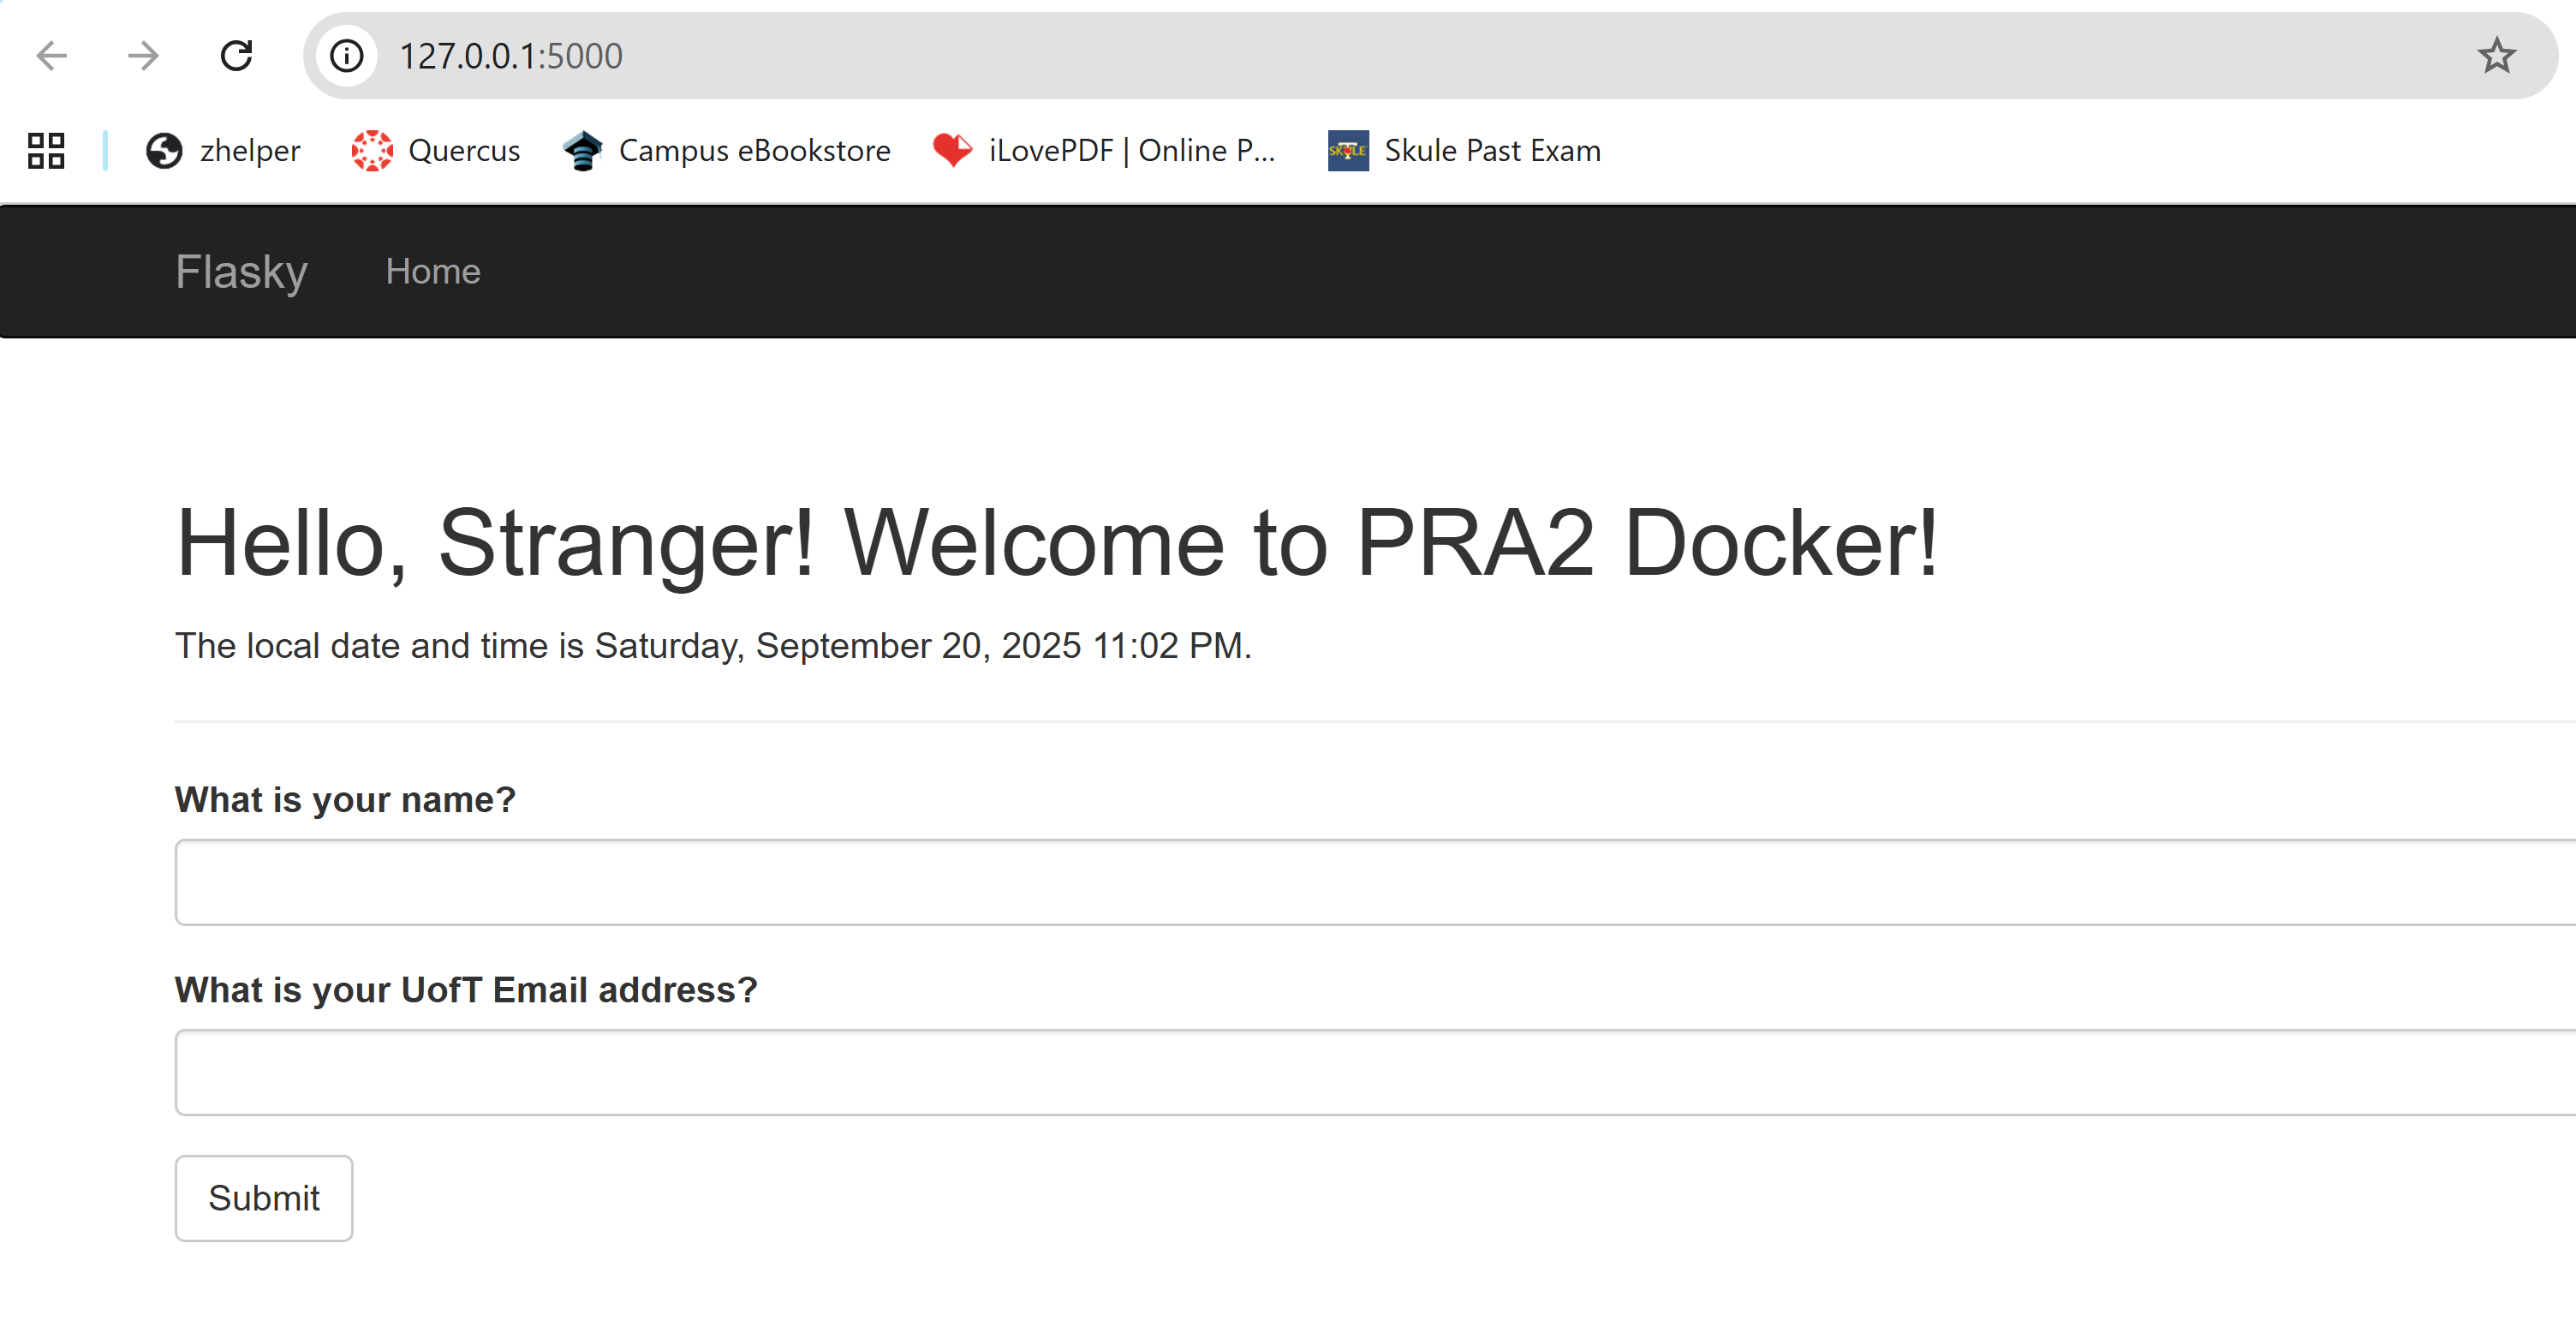 127.0.0.1:5000
zhelper Quercus Campus eBookstore iLovePDF | Online P... SKULE Skule Past Exam
Flasky Home
Hello, Stranger! Welcome to PRA2 Docker!
The local date and time is Saturday, September 20, 2025 11:02 PM.
What is your name?
What is your UofT Email address?
Submit